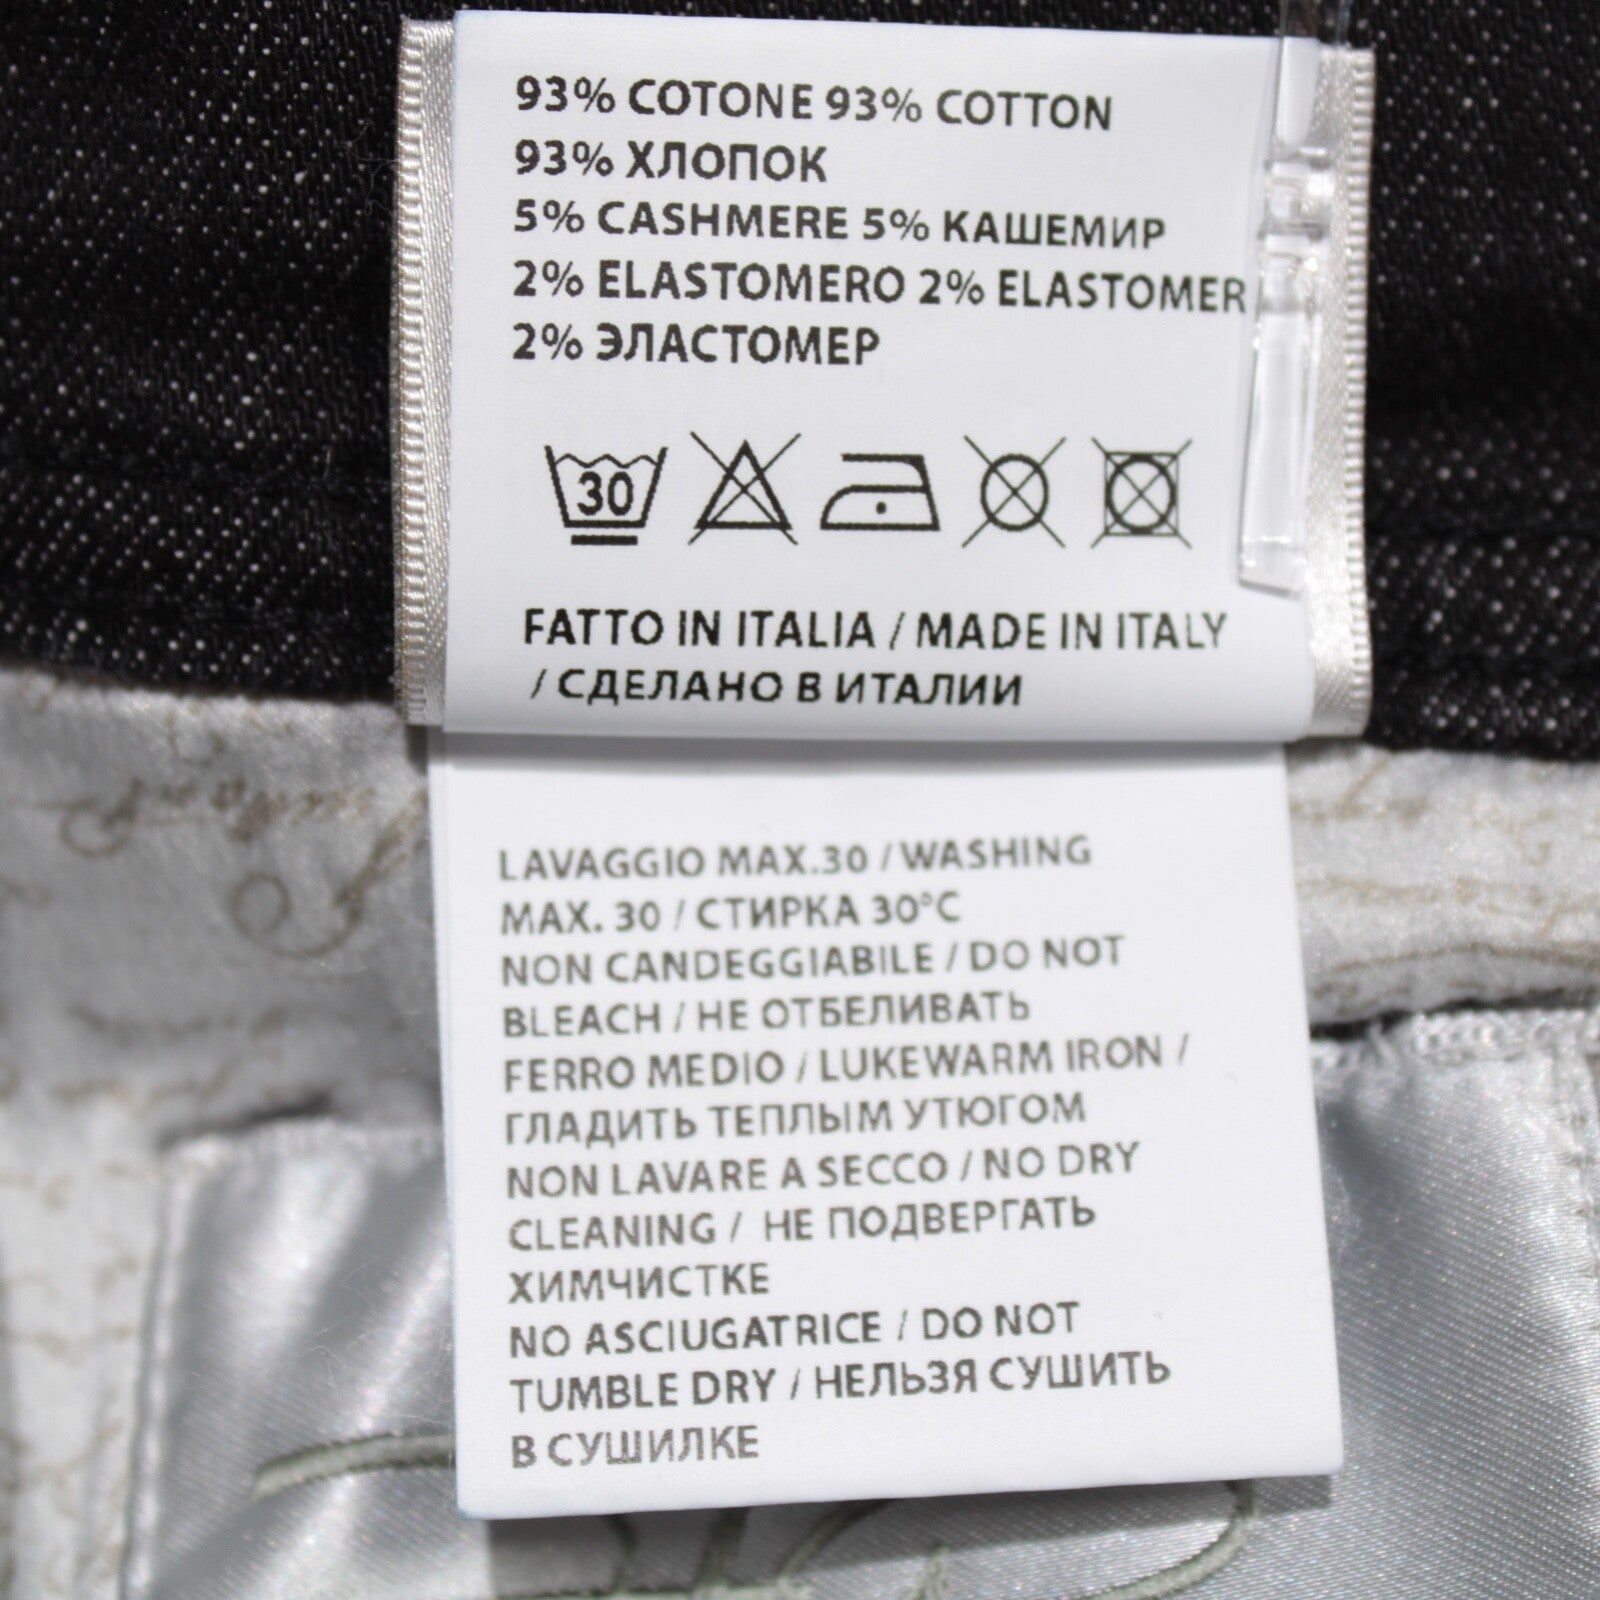 93% COTONE 93% COTTON
93% ХЛОПОК
5% CASHMERE 5% КАШЕМИР
2% ELASTOMERO 2% ELASTOMER
2% ЭЛАСТОМЕР
30
FATTO IN ITALIA / MADE IN ITALY
/ СДЕЛАНО В ИТАЛИИ
LAVAGGIO MAX.30 / WASHING
MAX. 30 / СТИРКА 30°C
NON CANDEGGIABILE / DO NOT
BLEACH / НЕ ОТБЕЛИВАТЬ
FERRO MEDIO / LUKEWARM IRON /
ГЛАДИТЬ ТЕПЛЫМ УТЮГОМ
NON LAVARE A SECCO / NO DRY
CLEANING / НЕ ПОДВЕРГАТЬ
ХИМЧИСТКЕ
NO ASCIUGATRICE / DO NOT
TUMBLE DRY / НЕЛЬЗЯ СУШИТЬ
В СУШИЛКЕ